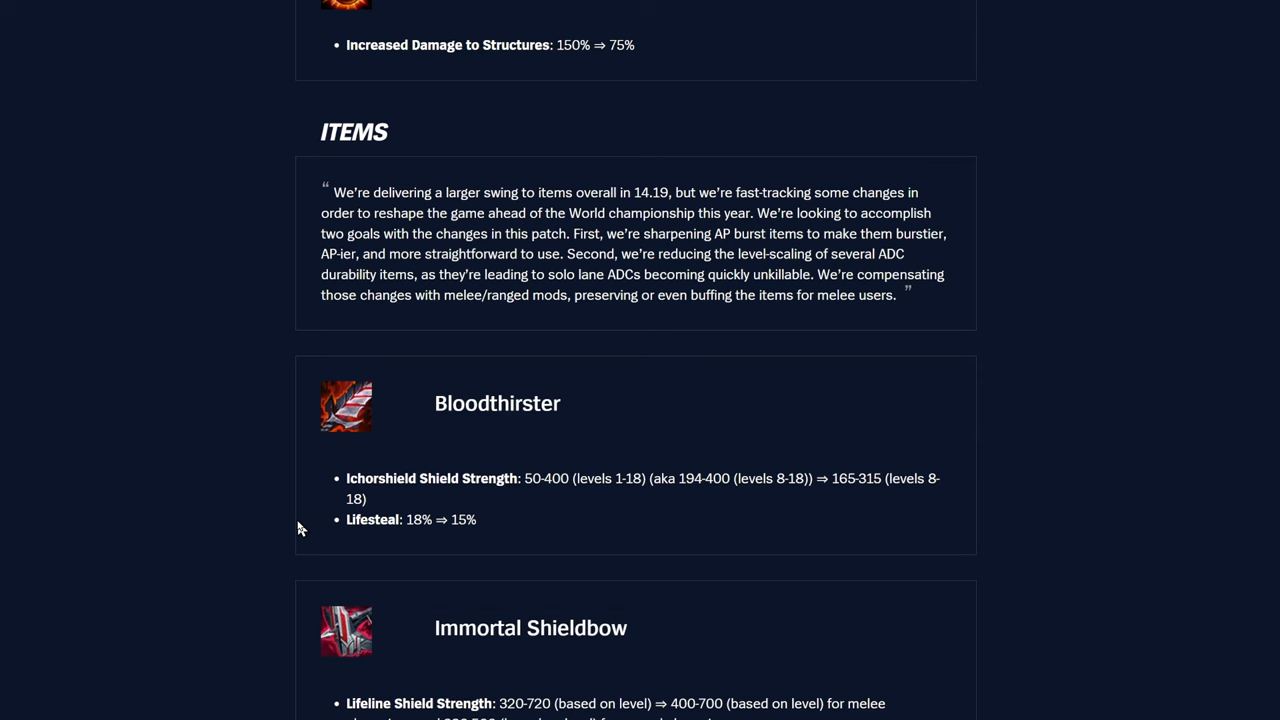 • Increased Damage to Structures: 150% ⇒ 75%
ITEMS
“ We’re delivering a larger swing to items overall in 14.19, but we’re fast-tracking some changes in
order to reshape the game ahead of the World championship this year. We’re looking to accomplish
two goals with the changes in this patch. First, we’re sharpening AP burst items to make them burstier,
AP-ier, and more straightforward to use. Second, we’re reducing the level-scaling of several ADC
durability items, as they’re leading to solo lane ADCs becoming quickly unkillable. We’re compensating
those changes with melee/ranged mods, preserving or even buffing the items for melee users. ”
Bloodthirster
• Ichorshield Shield Strength: 50-400 (levels 1-18) (aka 194-400 (levels 8-18)) ⇒ 165-315 (levels 8-
18)
• Lifesteal: 18% ⇒ 15%
Immortal Shieldbow
• Lifeline Shield Strength: 320-720 (based on level) ⇒ 400-700 (based on level) for melee